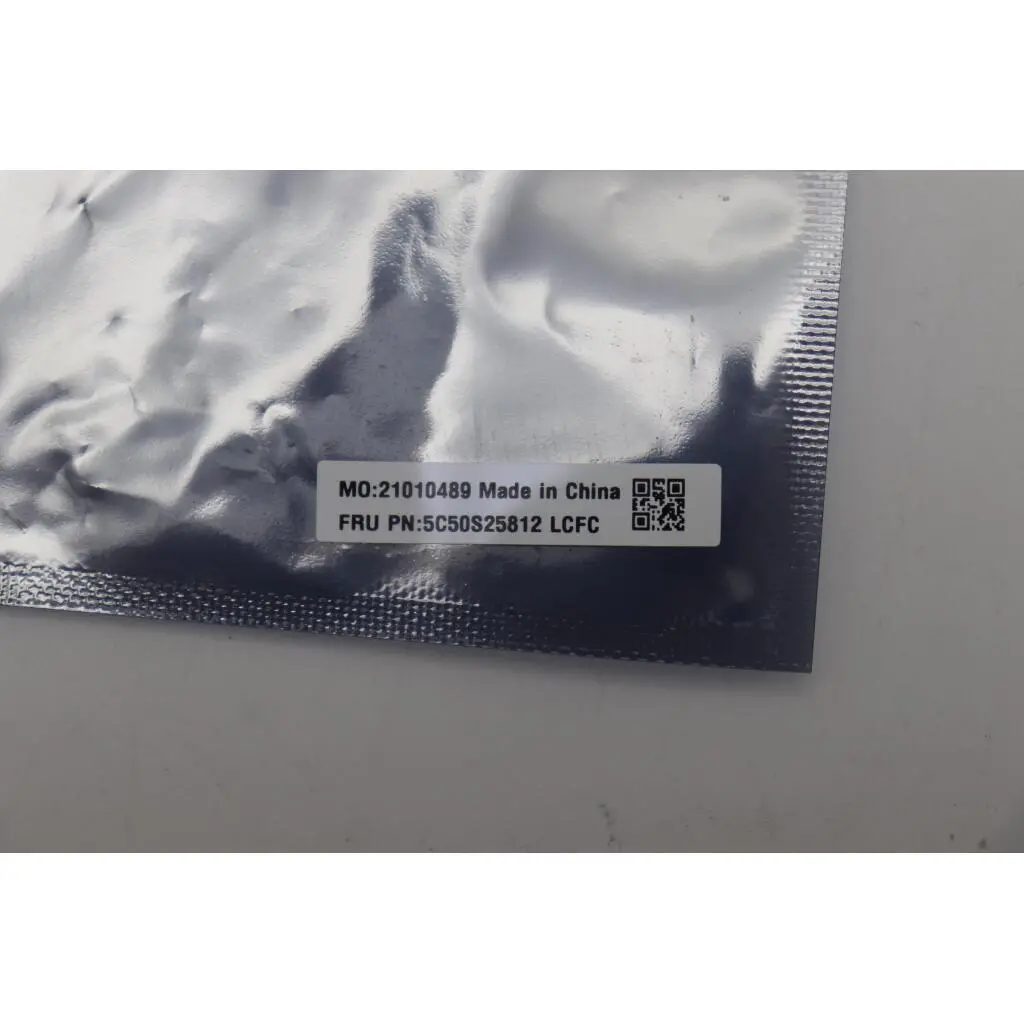 MO:21010489 Made in China
FRU PN:5C50S25812 LCFC